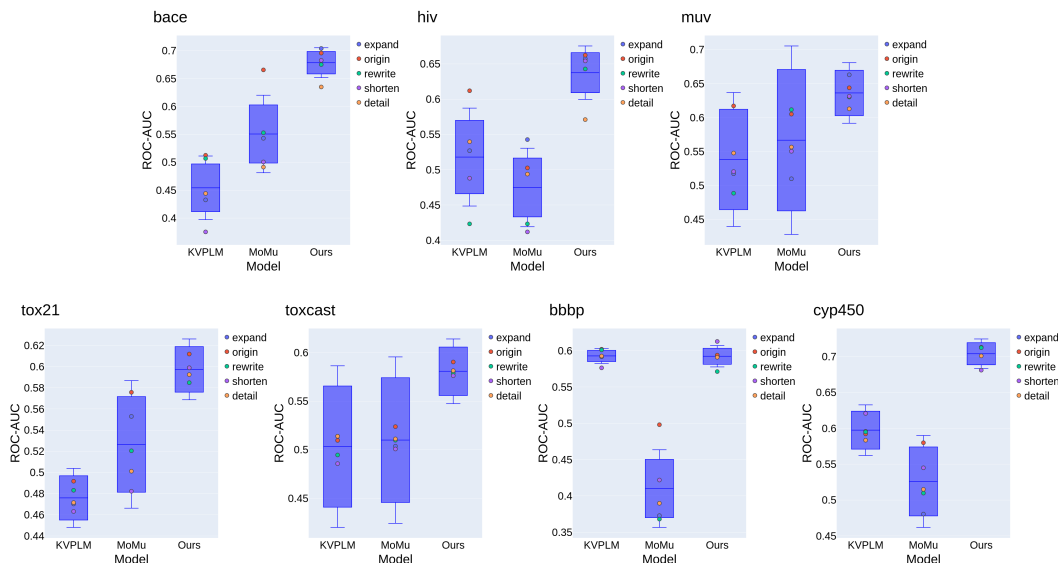 bace
ROC-AUC
0.7
0.65
0.6
0.55
0.5
0.45
0.4
KVPLM
MoMu
Ours
Model
expand
origin
rewrite
shorten
detail
hiv
ROC-AUC
0.65
0.6
0.55
0.5
0.45
0.4
KVPLM
MoMu
Ours
Model
expand
origin
rewrite
shorten
detail
muv
ROC-AUC
0.7
0.65
0.6
0.55
0.5
0.45
KVPLM
MoMu
Ours
Model
expand
origin
rewrite
shorten
detail
tox21
ROC-AUC
0.62
0.6
0.58
0.56
0.54
0.52
0.5
0.48
0.46
0.44
KVPLM
MoMu
Ours
Model
expand
origin
rewrite
shorten
detail
toxcast
ROC-AUC
0.6
0.55
0.5
0.45
KVPLM
MoMu
Ours
Model
expand
origin
rewrite
shorten
detail
bbbp
ROC-AUC
0.6
0.55
0.5
0.45
0.4
0.35
KVPLM
MoMu
Ours
Model
expand
origin
rewrite
shorten
detail
cyp450
ROC-AUC
0.7
0.65
0.6
0.55
0.5
0.45
KVPLM
MoMu
Ours
Model
expand
origin
rewrite
shorten
detail